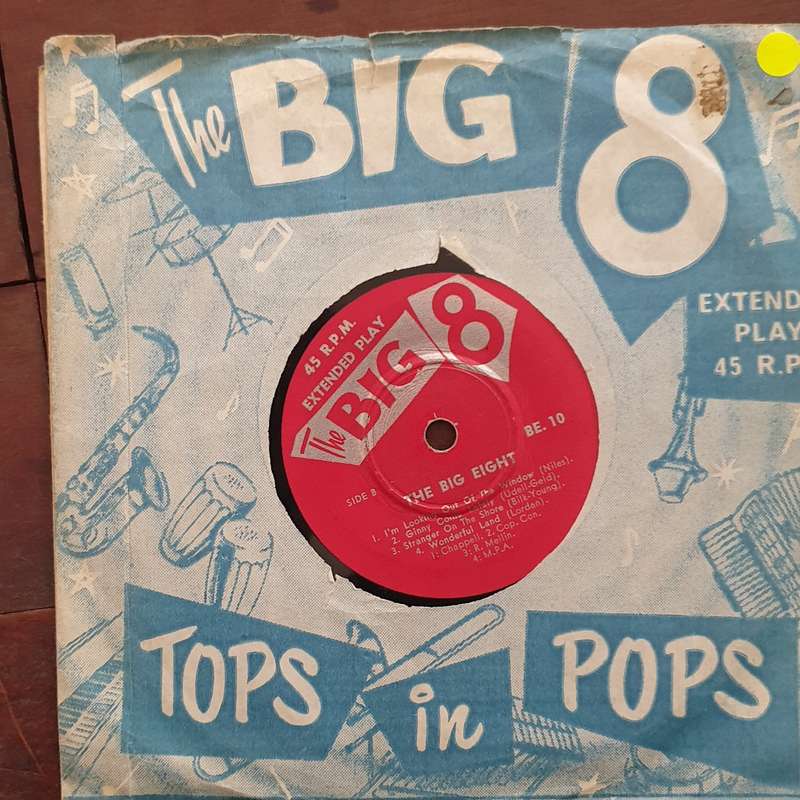 The BIG 8
EXTEND
PLAY
45 R.P
45 R.P.M.
EXTENDED PLAY
The BIG 8
BE. 10
SIDE B
THE BIG EIGHT
1. I'm Looking Out Of The Window (Niles).
2. Ginny Come (Udell-Geld).
3. Stranger On The Shore (Bilk-Young).
4. Wonderful Land (Lordan).
1: Chappell. 2. Cop. Con.
3: R. Mellin.
4: M.P.A.
TOPS in POPS